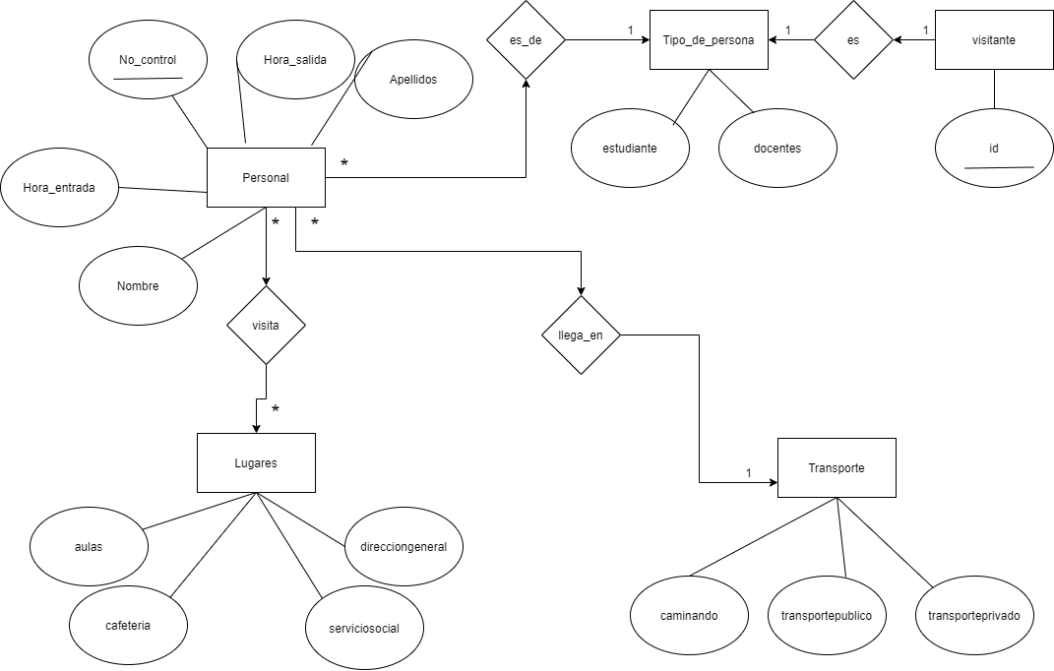 es_de
1
Tipo_de_persona
1
es
1
visitante
No_control
Hora_salida
Apellidos
estudiante
docentes
id
*
Personal
Hora_entrada
*
*
Nombre
visita
llega_en
*
Lugares
1
Transporte
aulas
direcciongeneral
cafeteria
serviciosocial
caminando
transportepublico
transporteprivado